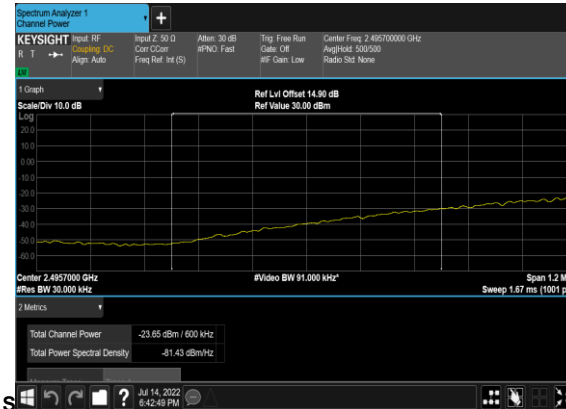 Spectrum Analyzer 1
Channel Power
+
KEYSIGHT Input: RF Input Z: 50 Ω Atten: 30 dB Trig: Free Run Center Freq: 2.495700000 GHz
R T Coupling: DC Corr CCorr #PNO: Fast Gate: Off Avg|Hold: 500/500
Align: Auto Freq Ref: Int (S) #IF Gain: Low Radio Std: None
1 Graph Ref Lvl Offset 14.90 dB
Scale/Div 10.0 dB Ref Value 30.00 dBm
Log
20.0
10.0
0.00
-10.0
-20.0
-30.0
-40.0
-50.0
-60.0
Center 2.4957000 GHz #Video BW 91.000 kHz* Span 1.2 M
#Res BW 30.000 kHz Sweep 1.67 ms (1001 p
2 Metrics
Total Channel Power -23.65 dBm / 600 kHz
Total Power Spectral Density -81.43 dBm/Hz
s ? Jul 14, 2022
6:42:49 PM